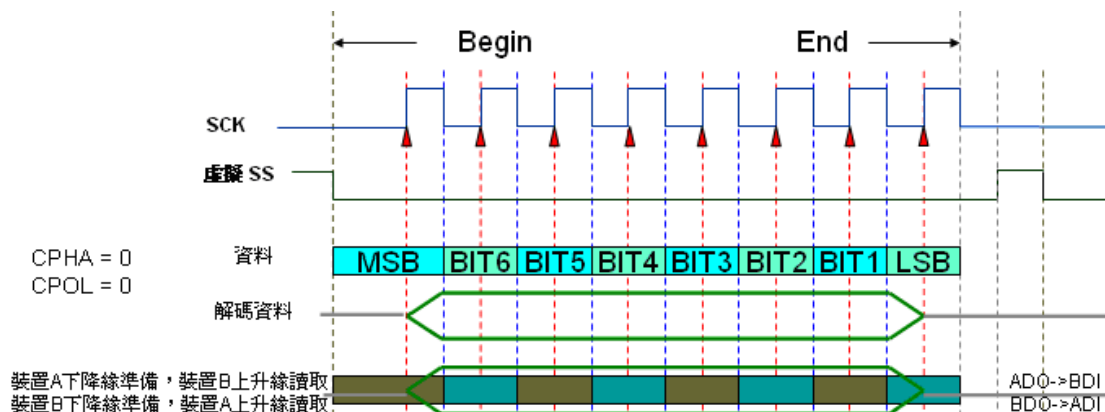 Begin End
SCK
虛擬 SS
CPHA = 0
CPOL = 0
資料
MSB BIT6 BIT5 BIT4 BIT3 BIT2 BIT1 LSB
解碼資料
裝置A下降緣準備，裝置B上升緣讀取 ADO->BDI
裝置B下降緣準備，裝置A上升緣讀取 BDO->ADI